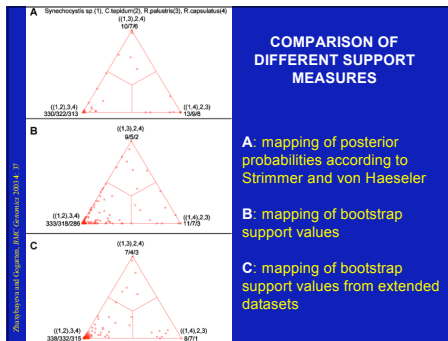 A Synechocystis sp.(1), C.tepidum(2), R.palustris(3), R.capsulatus(4)
((1,3),2,4)
10/7/6
((1,2),3,4)
330/322/313
((1,4),2,3)
13/9/8
B
((1,3),2,4)
9/5/2
((1,2),3,4)
333/318/286
((1,4),2,3)
11/7/3
C
((1,3),2,4)
7/4/3
((1,2),3,4)
338/332/315
((1,4),2,3)
8/7/1
Zhaxybayeva and Gogarten, BMC Genomics 2003 4: 37
COMPARISON OF
DIFFERENT SUPPORT
MEASURES
A: mapping of posterior
probabilities according to
Strimmer and von Haeseler
B: mapping of bootstrap
support values
C: mapping of bootstrap
support values from extended
datasets